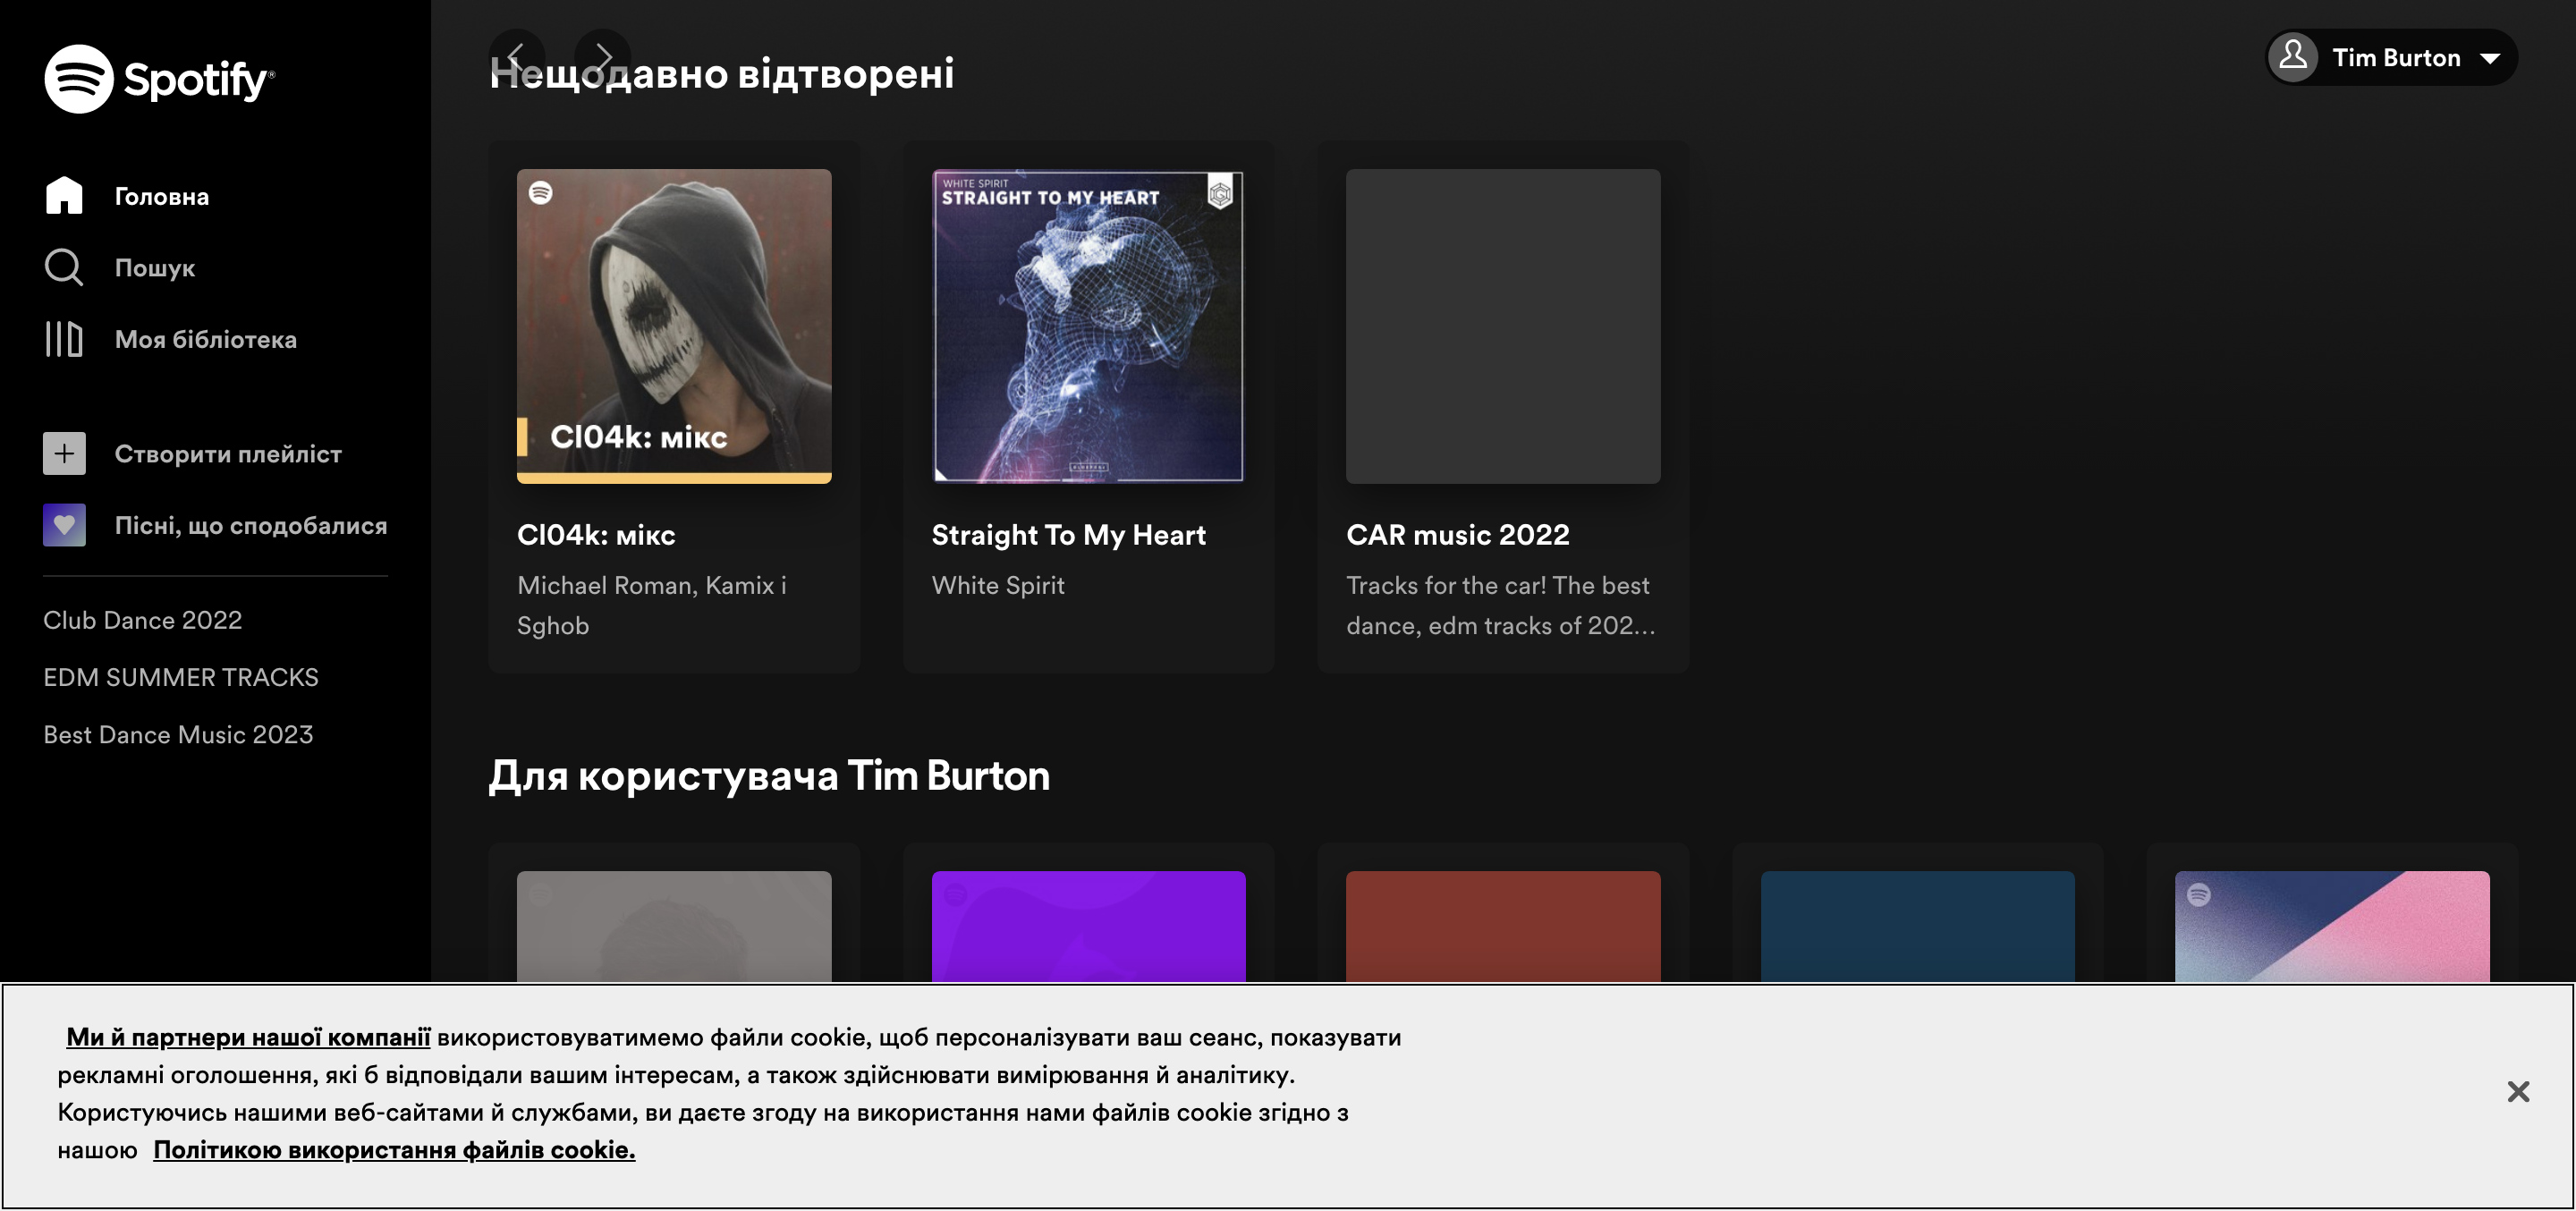 Spotify®
Головна
Пошук
Моя бібліотека
Створити плейліст
Пісні, що сподобалися
Club Dance 2022
EDM SUMMER TRACKS
Best Dance Music 2023
Нещодавно відтворені
Tim Burton
Cl04k: мікс
WHITE SPIRIT
STRAIGHT TO MY HEART
Cl04k: мікс
Michael Roman, Kamix і
Sghob
Straight To My Heart
White Spirit
CAR music 2022
Tracks for the car! The best
dance, edm tracks of 202...
Для користувача Tim Burton
Ми й партнери нашої компанії використовуватимемо файли cookie, щоб персоналізувати ваш сеанс, показувати
рекламні оголошення, які б відповідали вашим інтересам, а також здійснювати вимірювання й аналітику.
Користуючись нашими веб-сайтами й службами, ви даєте згоду на використання нами файлів cookie згідно з
нашою Політикою використання файлів cookie.